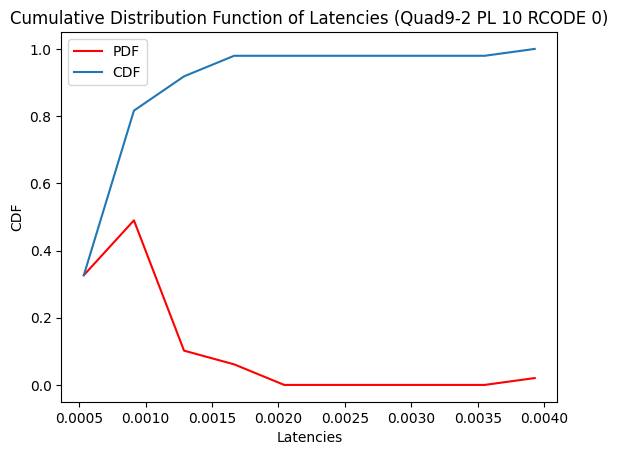 Cumulative Distribution Function of Latencies (Quad9-2 PL 10 RCODE 0)
PDF
CDF
CDF
1.0
0.8
0.6
0.4
0.2
0.0
0.0005 0.0010 0.0015 0.0020 0.0025 0.0030 0.0035 0.0040
Latencies